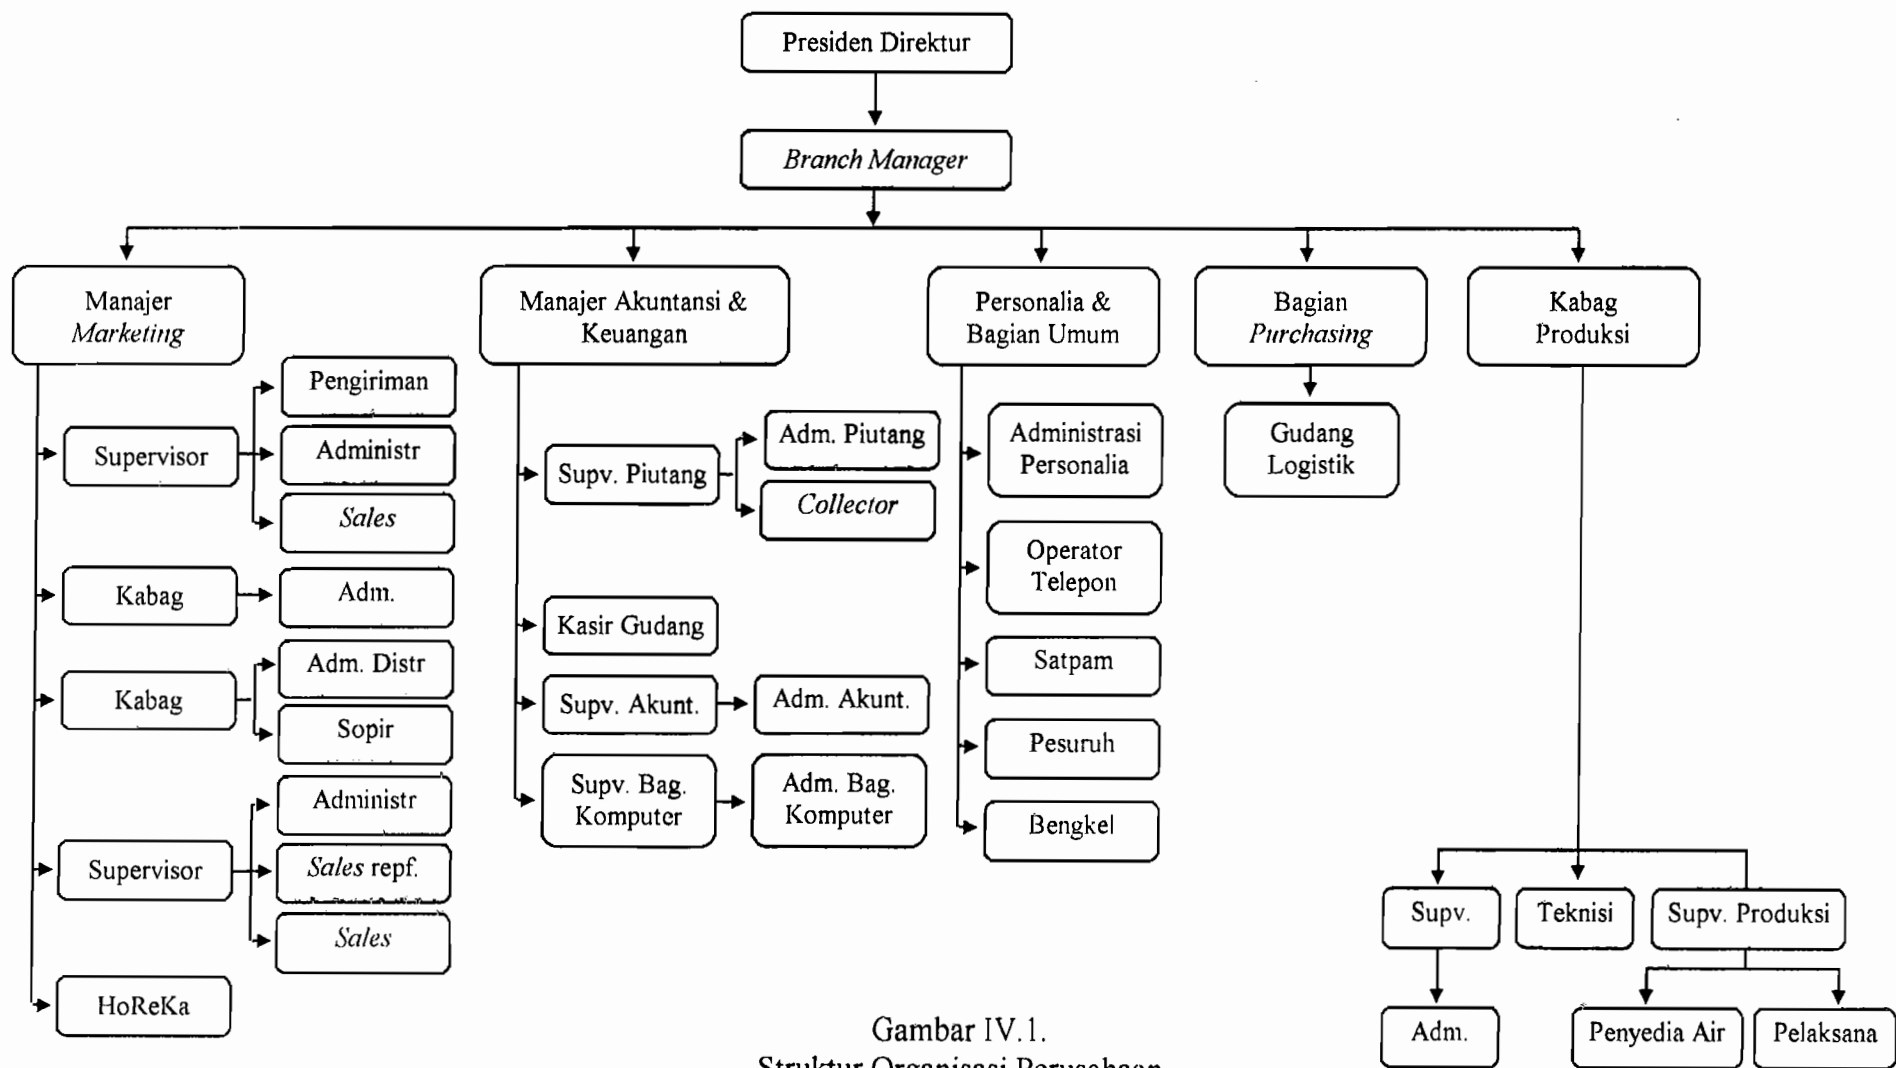 Presiden Direktur
Branch Manager
Manajer
Marketing
Manajer Akuntansi &
Keuangan
Personalia &
Bagian Umum
Bagian
Purchasing
Kabag
Produksi
Supervisor
Pengiriman
Administr
Sales
Kabag
Adm.
Kabag
Adm. Distr
Sopir
Supervisor
Administr
Sales repf.
Sales
HoReKa
Supv. Piutang
Adm. Piutang
Collector
Kasir Gudang
Supv. Akunt.
Adm. Akunt.
Supv. Bag.
Komputer
Adm. Bag.
Komputer
Administrasi
Personalia
Operator
Telepon
Satpam
Pesuruh
Bengkel
Gudang
Logistik
Supv.
Teknisi
Supv. Produksi
Adm.
Penyedia Air
Pelaksana
Gambar IV.1.
Struktur Organisasi Perusahaan